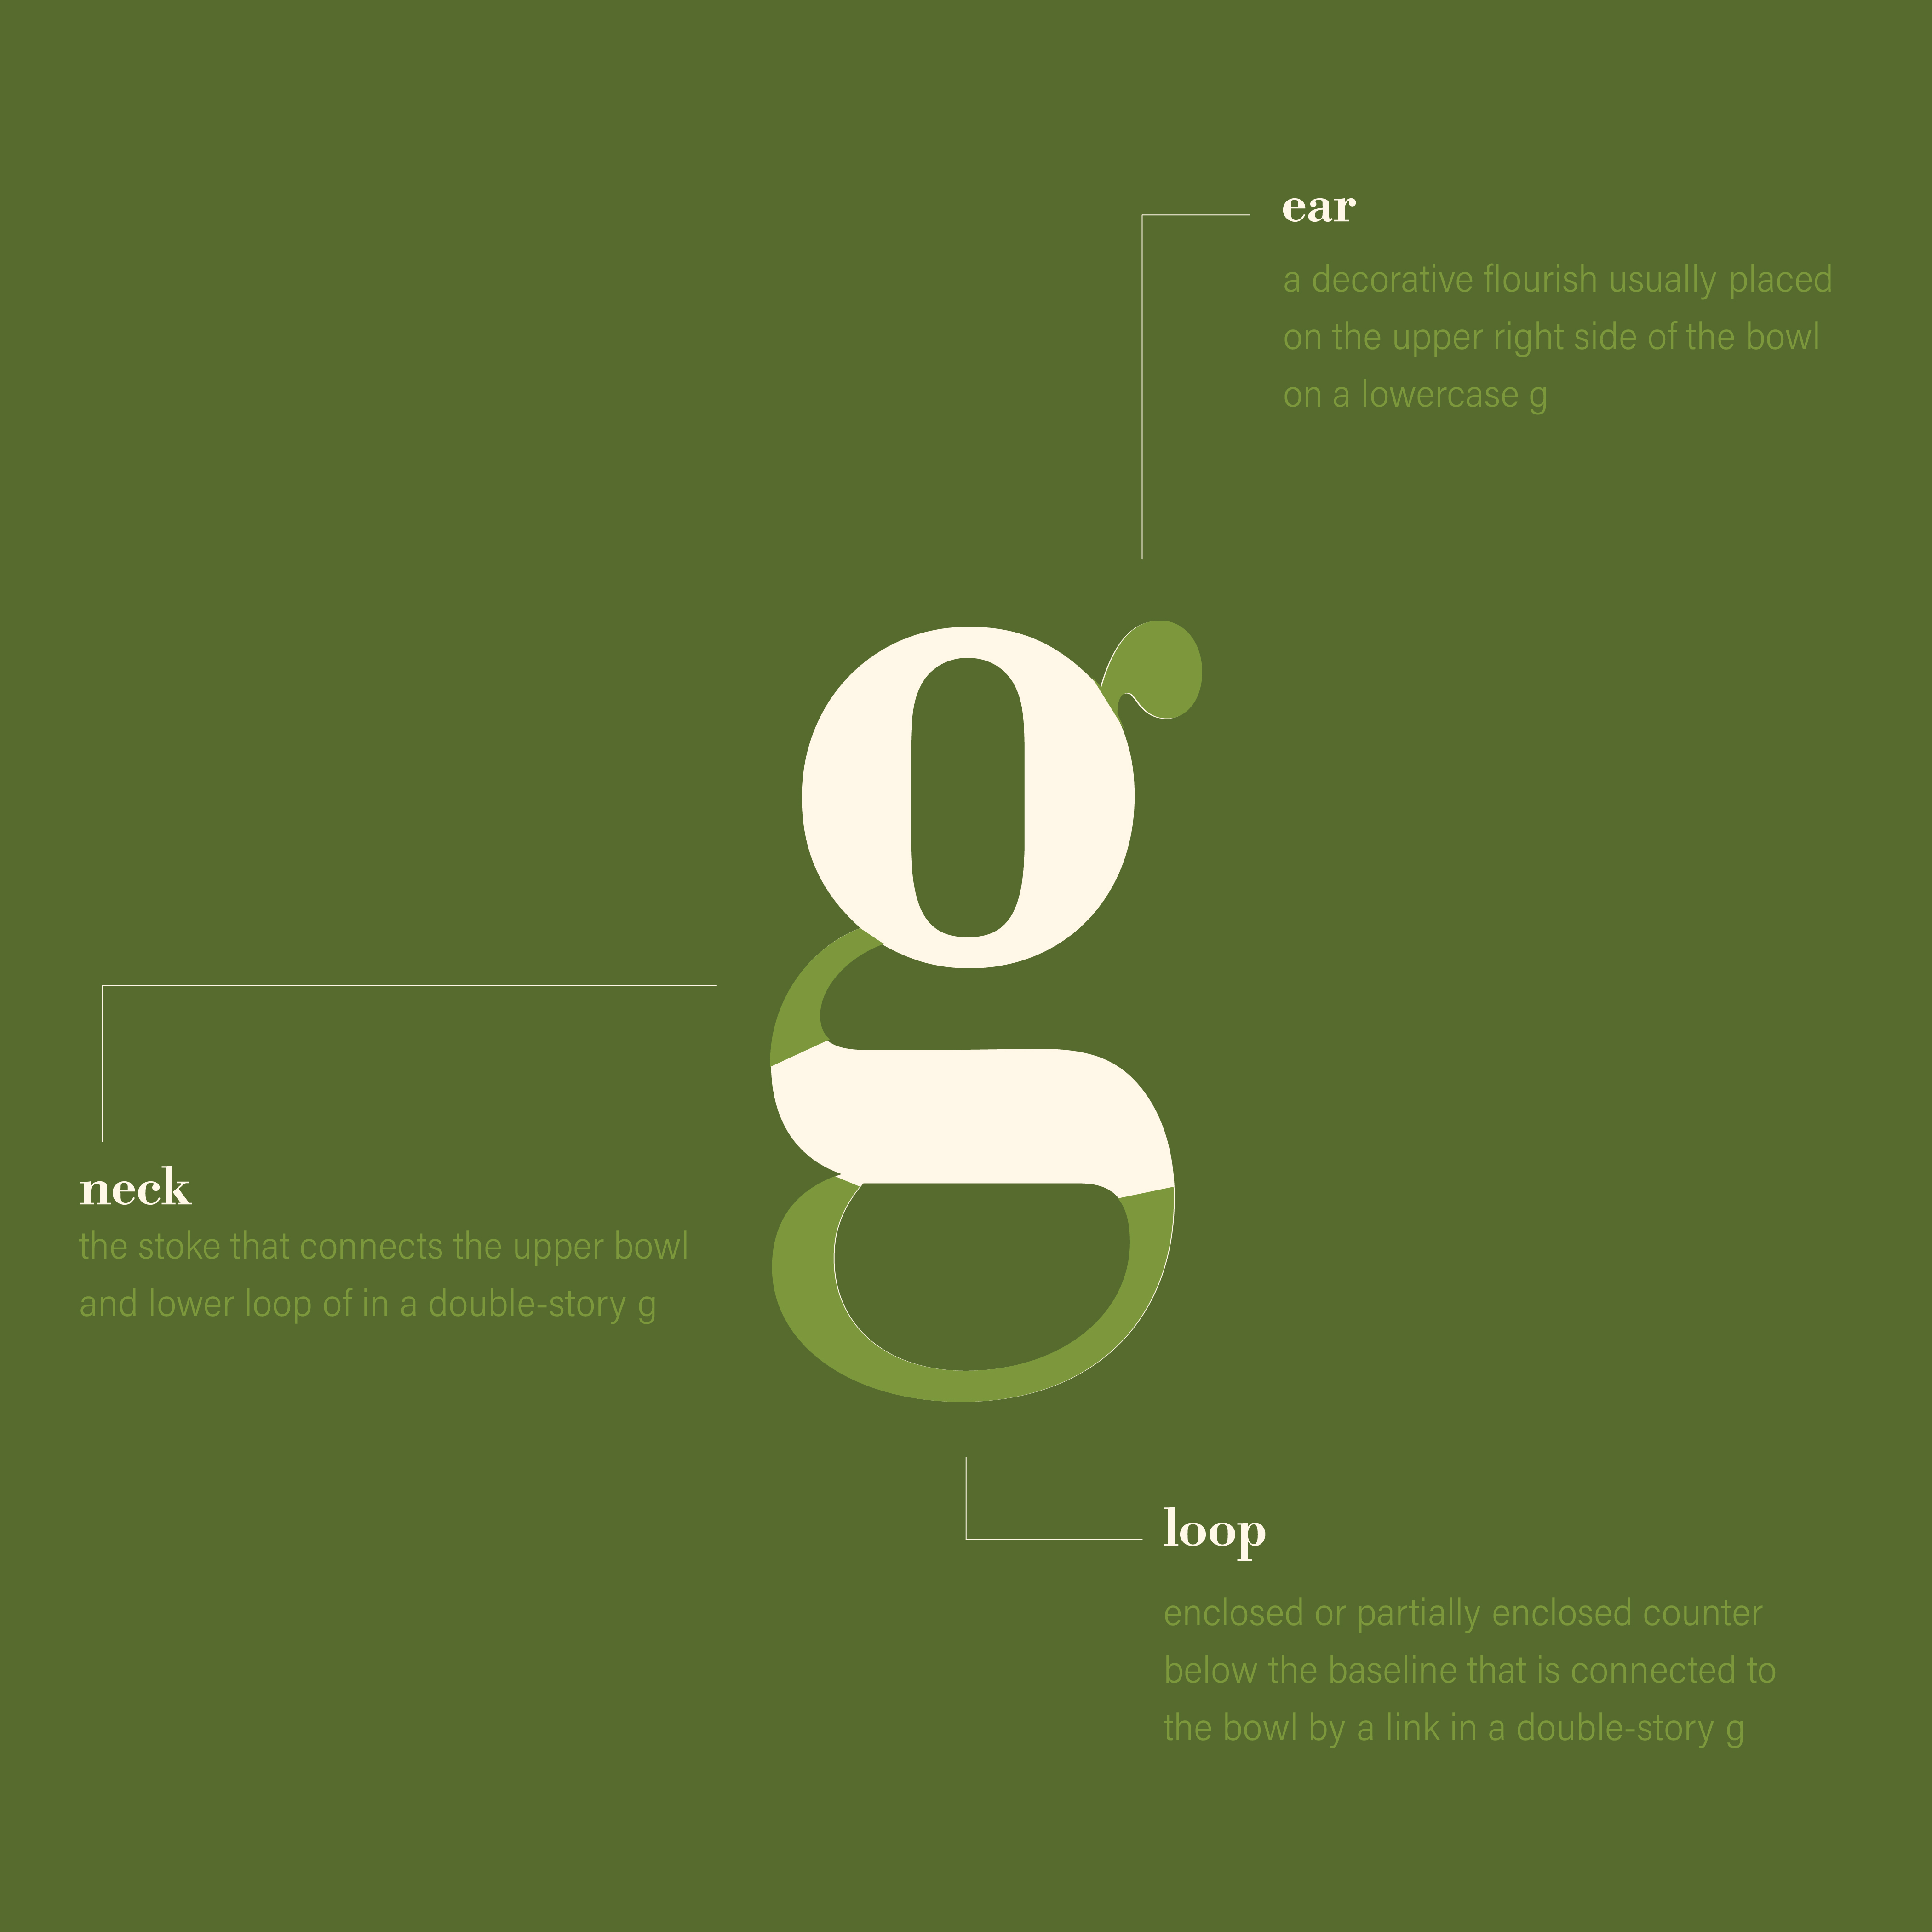 ear
a decorative flourish usually placed
on the upper right side of the bowl
on a lowercase g
g
neck
the stoke that connects the upper bowl
and lower loop of in a double-story g
loop
enclosed or partially enclosed counter
below the baseline that is connected to
the bowl by a link in a double-story g